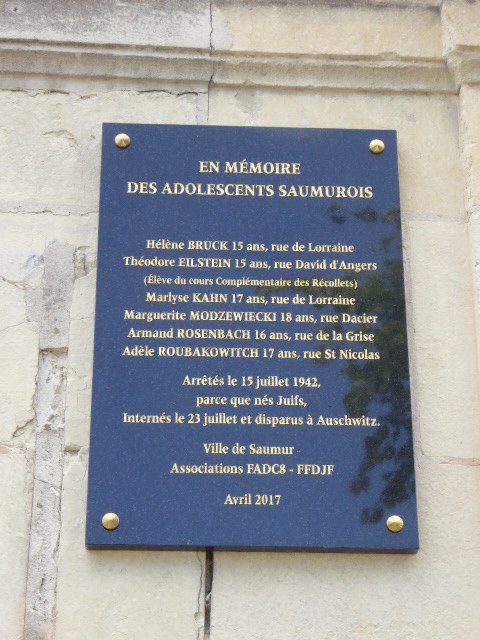 EN MÉMOIRE
DES ADOLESCENTS SAUMUROIS
Hélène BRUCK 15 ans, rue de Lorraine
Théodore EILSTEIN 15 ans, rue David d'Angers
(Élève du cours Complémentaire des Récollets)
Marlyse KAHN 17 ans, rue de Lorraine
Marguerite MODZEWIECKI 18 ans, rue Dacier
Armand ROSENBACH 16 ans, rue de la Grise
Adèle ROUBAKOWITCH 17 ans, rue St Nicolas
Arrêtés le 15 juillet 1942,
parce que nés Juifs,
Internés le 23 juillet et disparus à Auschwitz.
Ville de Saumur
Associations FADC8 - FFDJF
Avril 2017